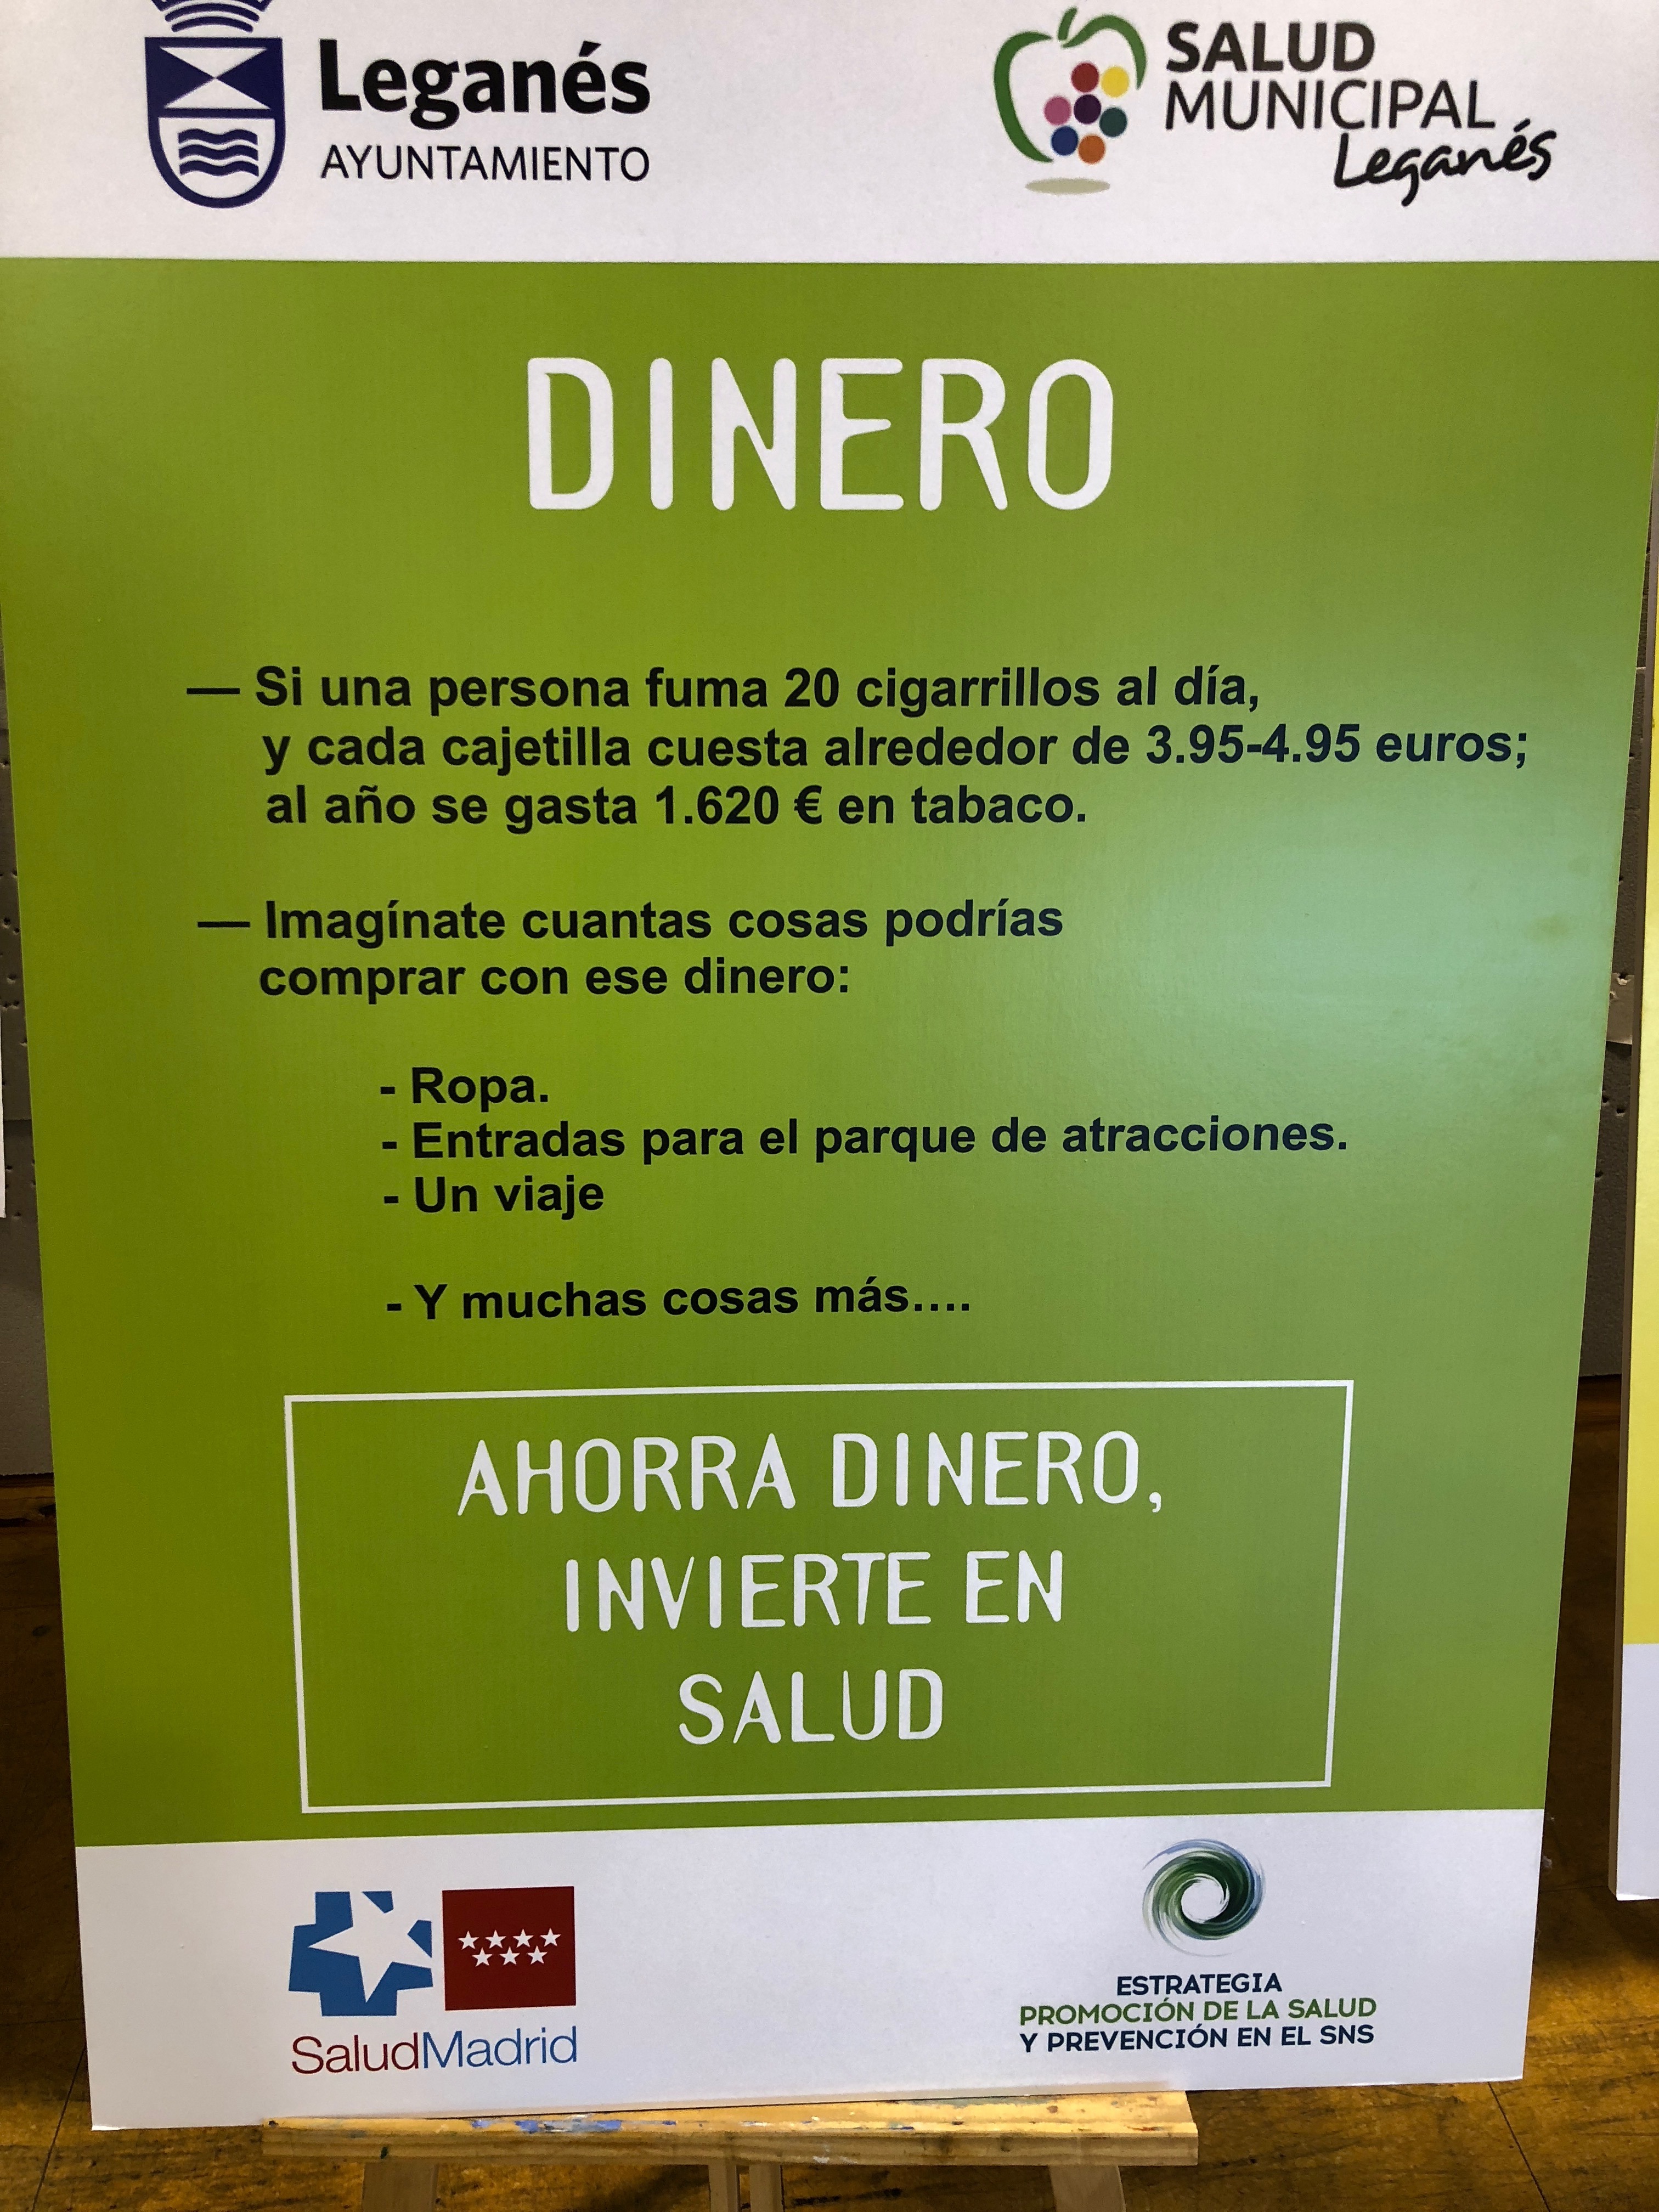 Leganés
AYUNTAMIENTO
SALUD
MUNICIPAL
Leganés
DINERO
— Si una persona fuma 20 cigarrillos al día,
y cada cajetilla cuesta alrededor de 3.95-4.95 euros;
al año se gasta 1.620 € en tabaco.
— Imagínate cuantas cosas podrías
comprar con ese dinero:
- Ropa.
- Entradas para el parque de atracciones.
- Un viaje
- Y muchas cosas más....
AHORRA DINERO,
INVIERTE EN
SALUD
SaludMadrid
ESTRATEGIA
PROMOCIÓN DE LA SALUD
Y PREVENCIÓN EN EL SNS